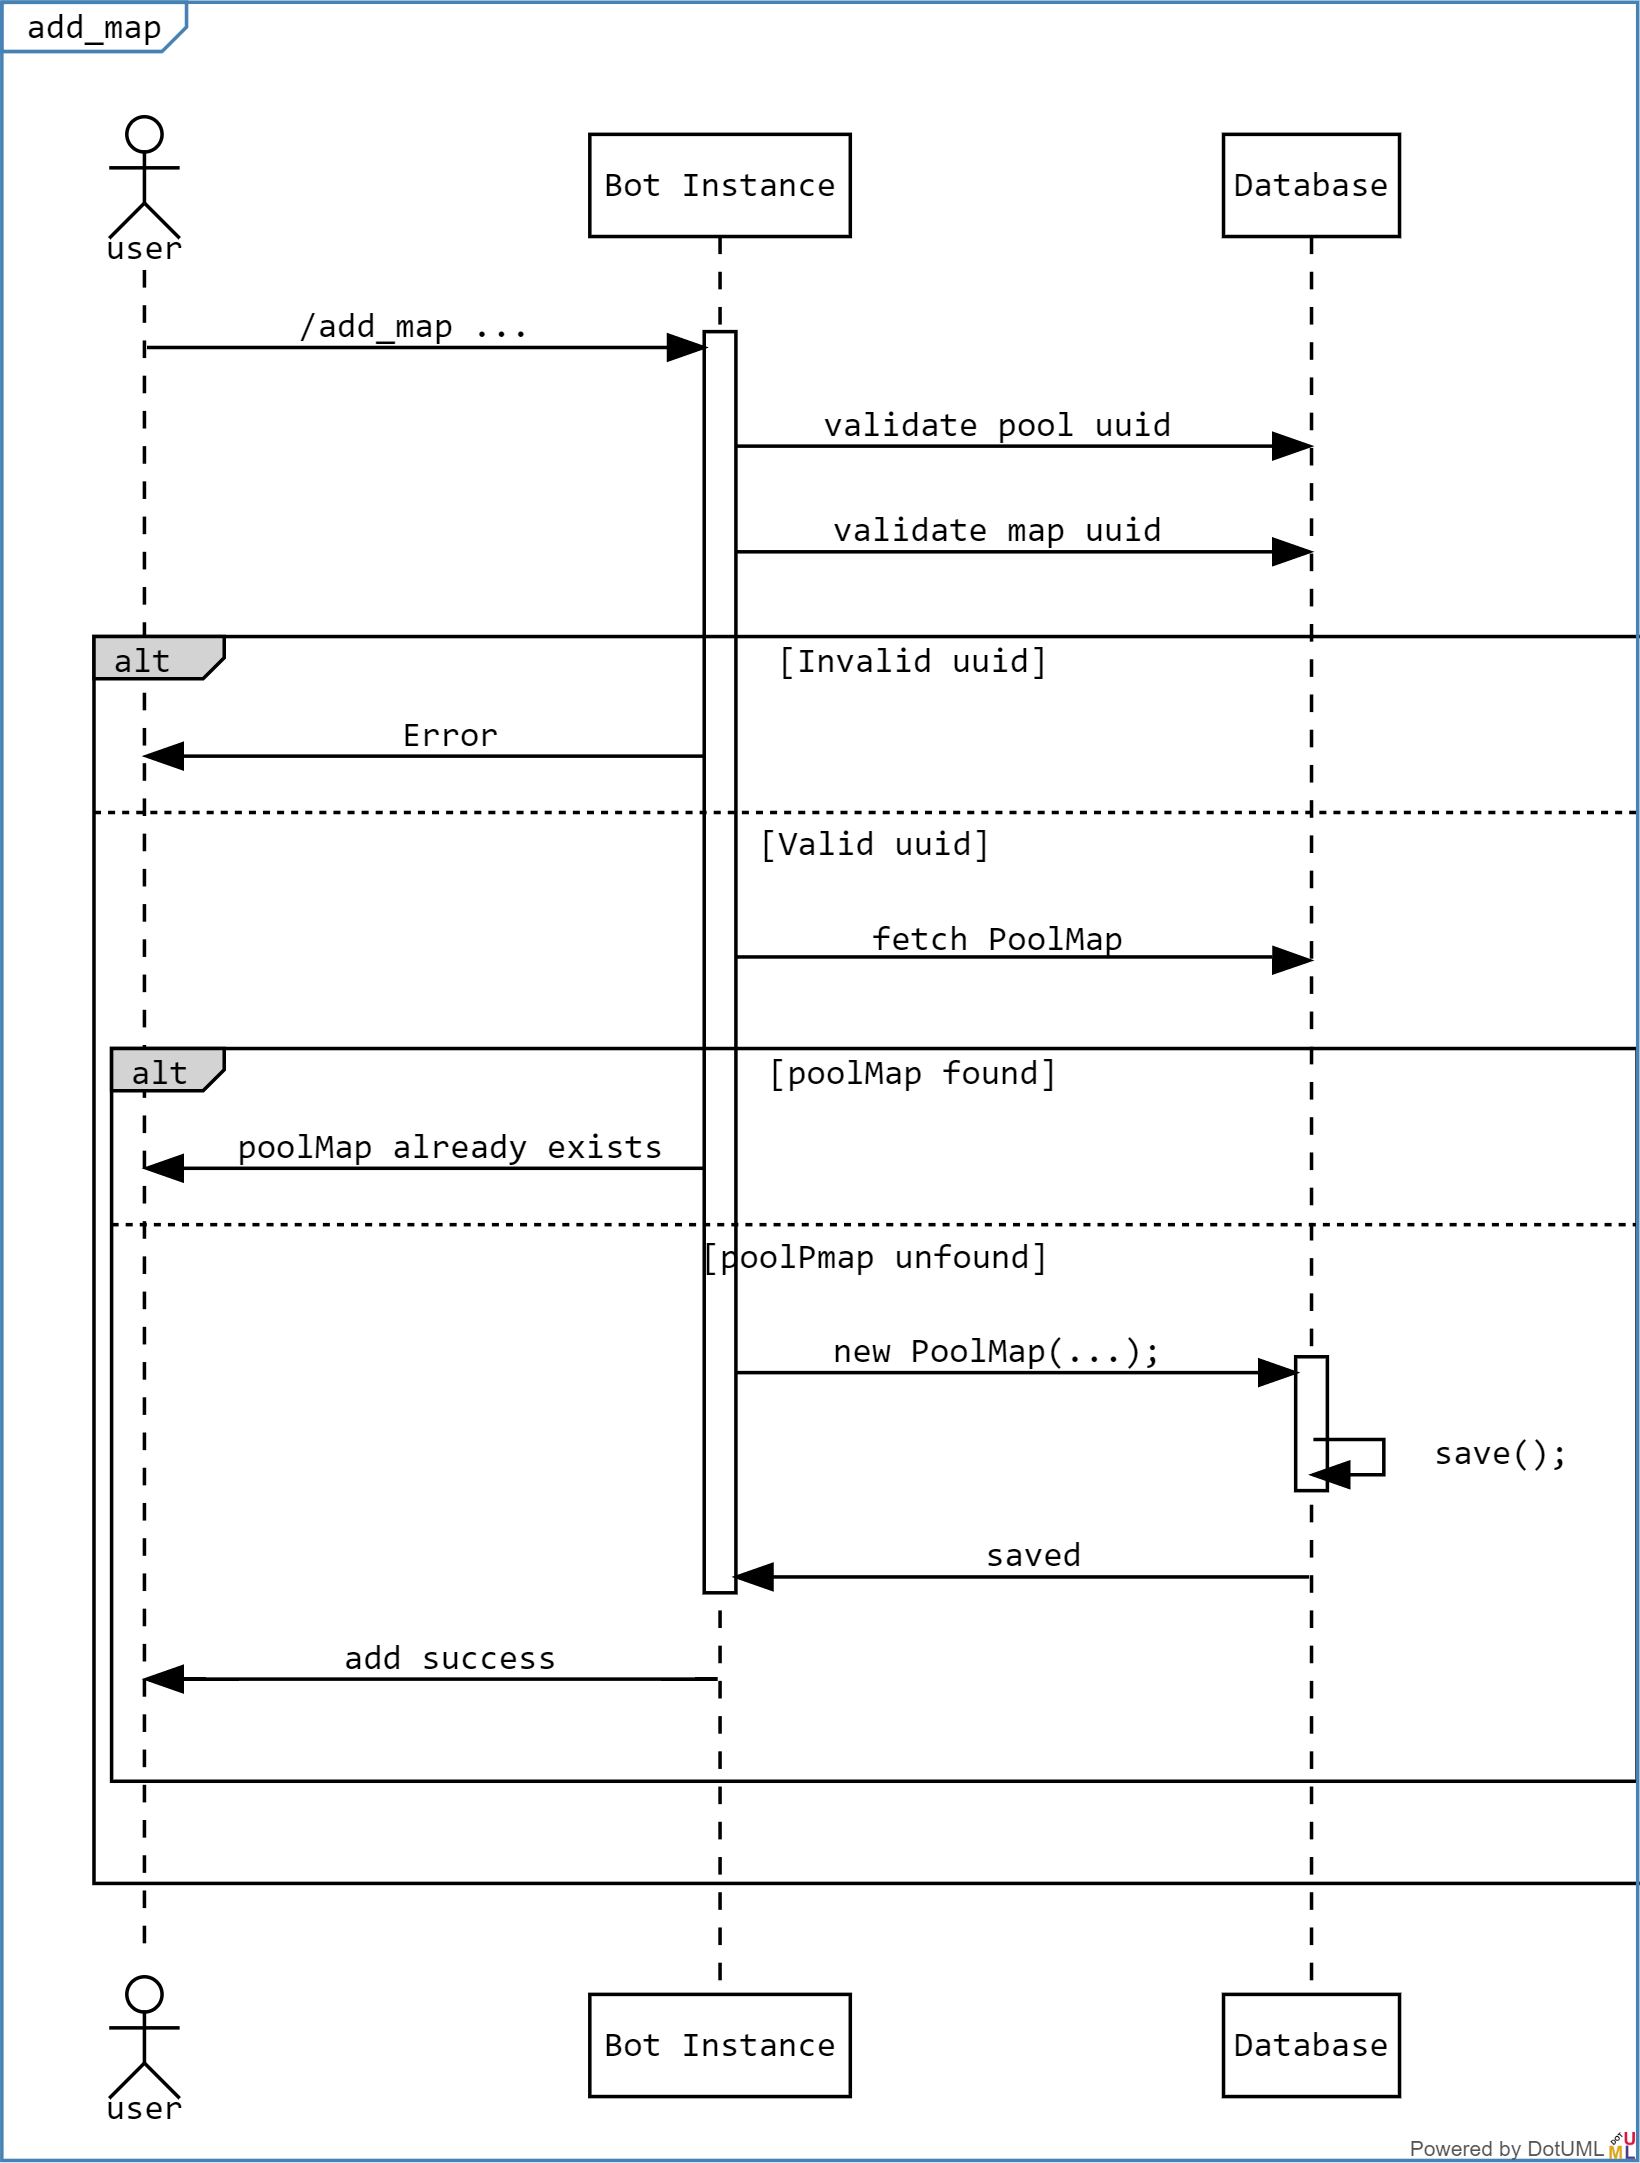 add_map
user
Bot Instance
Database
/add_map ...
validate pool uuid
validate map uuid
alt
[Invalid uuid]
Error
[Valid uuid]
fetch PoolMap
alt
[poolMap found]
poolMap already exists
[poolPmap unfound]
new PoolMap(...);
save();
saved
add success
user
Bot Instance
Database
Powered by DotUML
DOT
U
M
L